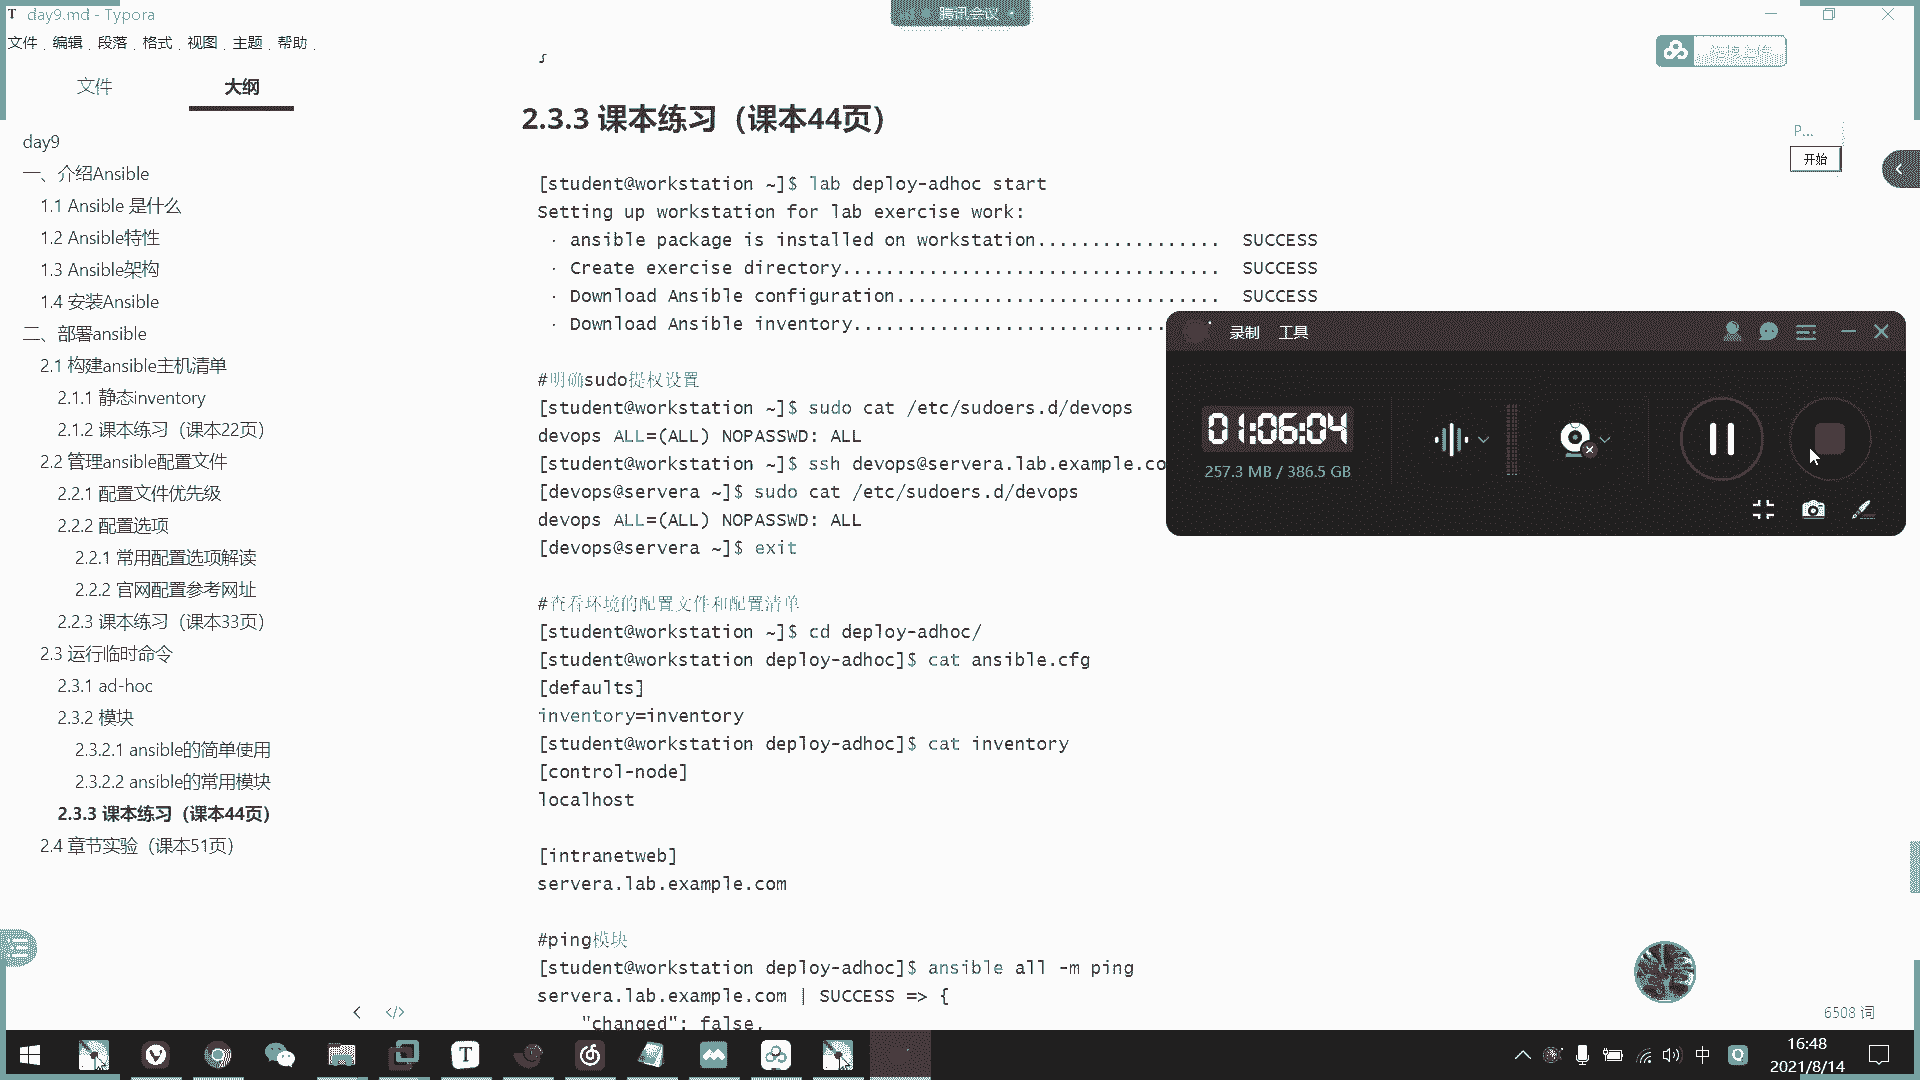 day9.md - Typora
腾讯会议
文件 编辑 段落 格式 视图 主题 帮助
文件 大纲
day9
一、介绍Ansible
1.1 Ansible 是什么
1.2 Ansible特性
1.3 Ansible架构
1.4 安装Ansible
二、部署ansible
2.1 构建ansible主机清单
2.1.1 静态inventory
2.1.2 课本练习（课本22页）
2.2 管理ansible配置文件
2.2.1 配置文件优先级
2.2.2 配置选项
2.2.1 常用配置选项解读
2.2.2 官网配置参考网址
2.2.3 课本练习（课本33页）
2.3 运行临时命令
2.3.1 ad-hoc
2.3.2 模块
2.3.2.1 ansible的简单使用
2.3.2.2 ansible的常用模块
2.3.3 课本练习（课本44页）
2.4 章节实验（课本51页）
2.3.3 课本练习（课本44页）
[student@workstation ~]$ lab deploy-adhoc start
Setting up workstation for lab exercise work:
· ansible package is installed on workstation................. SUCCESS
· Create exercise directory................................... SUCCESS
· Download Ansible configuration.............................. SUCCESS
· Download Ansible inventory.............................
#明确sudo提权设置
[student@workstation ~]$ sudo cat /etc/sudoers.d/devops
devops ALL=(ALL) NOPASSWD: ALL
[student@workstation ~]$ ssh devops@servera.lab.example.co
[devops@servera ~]$ sudo cat /etc/sudoers.d/devops
devops ALL=(ALL) NOPASSWD: ALL
[devops@servera ~]$ exit
#查看环境的配置文件和配置清单
[student@workstation ~]$ cd deploy-adhoc/
[student@workstation deploy-adhoc]$ cat ansible.cfg
[defaults]
inventory=inventory
[student@workstation deploy-adhoc]$ cat inventory
[control-node]
localhost
[intranetweb]
servera.lab.example.com
#ping模块
[student@workstation deploy-adhoc]$ ansible all -m ping
servera.lab.example.com | SUCCESS => {
"changed": false,
P...
开始
录制 工具
01:06:04
257.3 MB / 386.5 GB
6508 词
中
16:48
2021/8/14